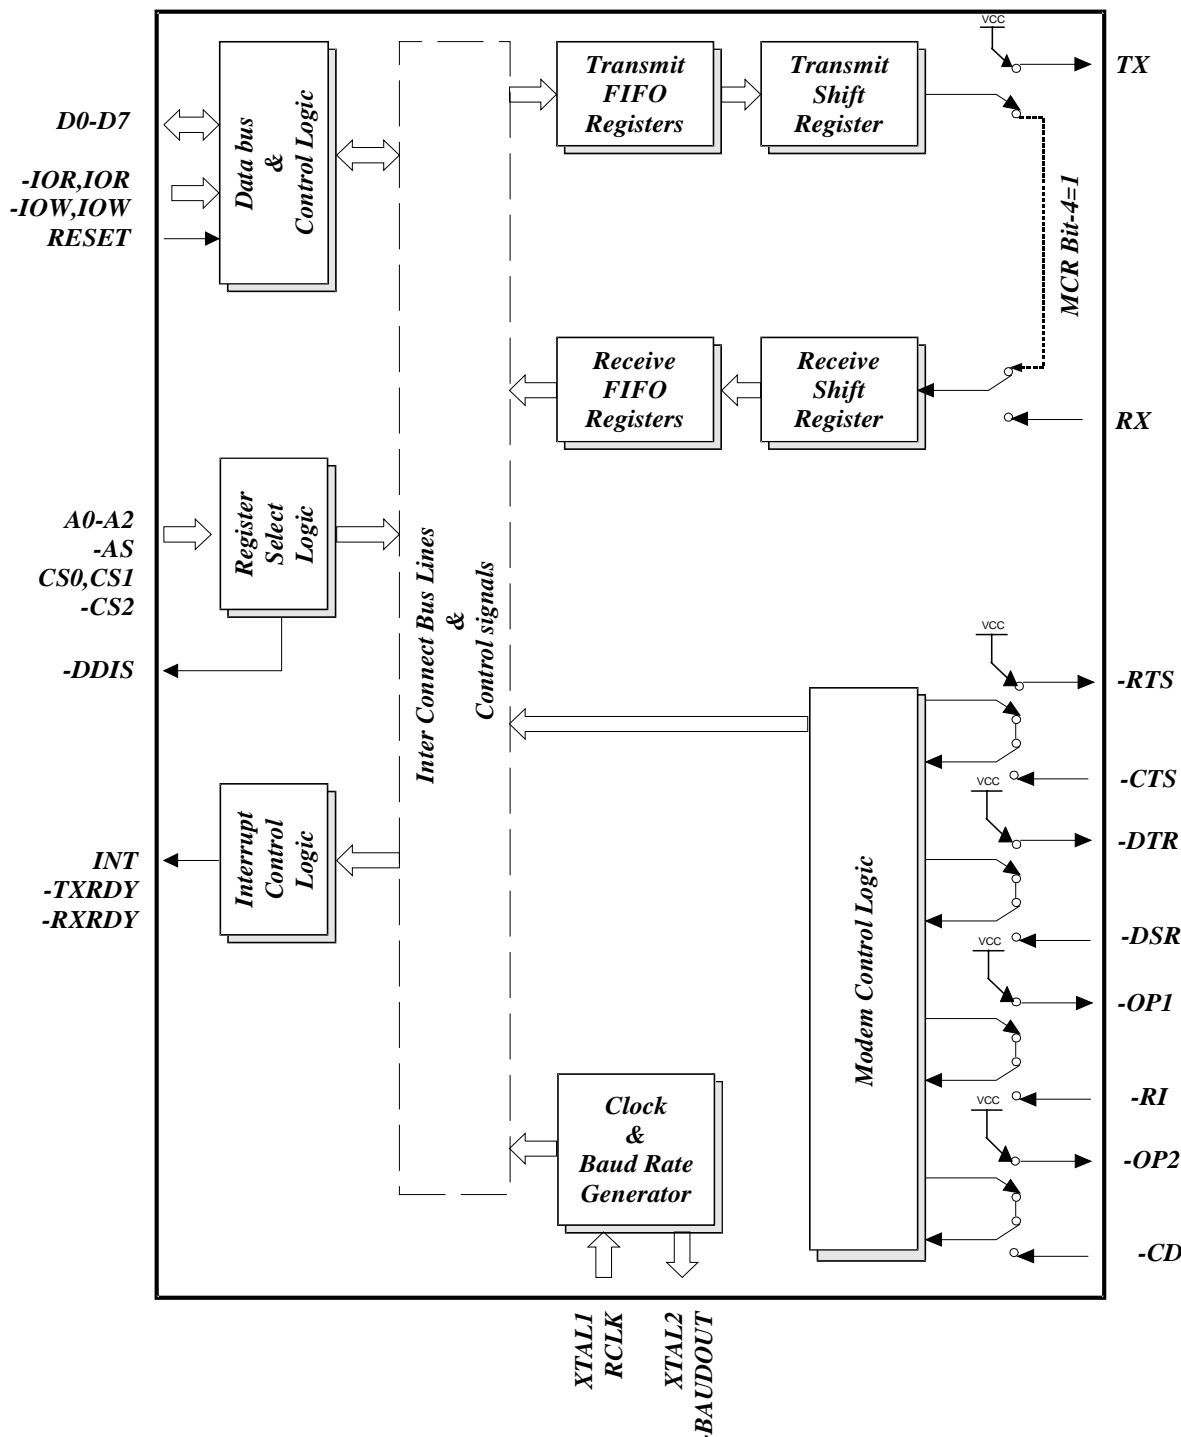 VCC
TX
Transmit
FIFO
Registers
Transmit
Shift
Register
D0-D7
-IOR,IOR
-IOW,IOW
RESET
Data bus
&
Control Logic
MCR Bit-4=1
Receive
FIFO
Registers
Receive
Shift
Register
RX
A0-A2
-AS
CS0,CS1
-CS2
-DDIS
Register
Select
Logic
Inter Connect Bus Lines
&
Control signals
VCC
-RTS
-CTS
VCC
-DTR
-DSR
VCC
-OP1
-RI
VCC
-OP2
-CD
Modem Control Logic
INT
-TXRDY
-RXRDY
Interrupt
Control
Logic
Clock
&
Baud Rate
Generator
XTAL1
RCLK
XTAL2
-BAUDOUT